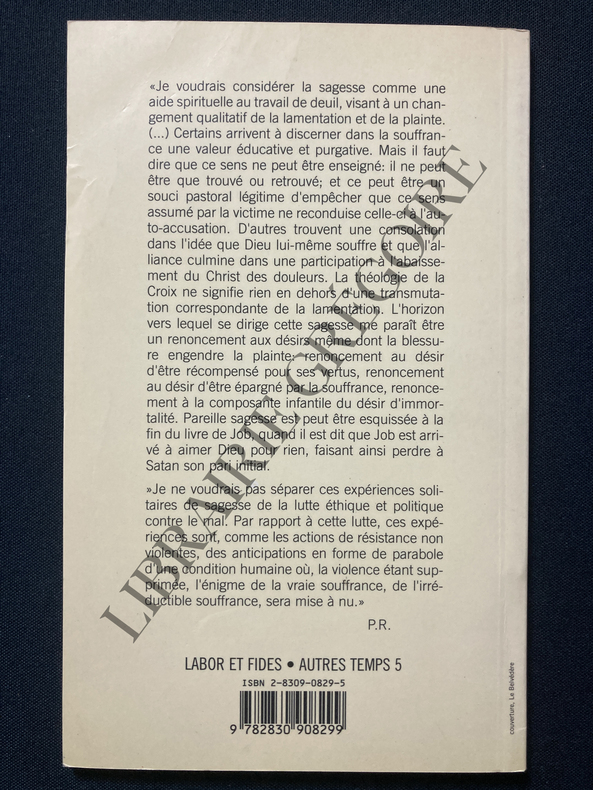 «Je voudrais considérer la sagesse comme une
aide spirituelle au travail de deuil, visant à un chan-
gement qualitatif de la lamentation et de la plainte.
(...) Certains arrivent à discerner dans la souffran-
ce une valeur éducative et purgative. Mais il faut
dire que ce sens ne peut être enseigné: il ne peut
être que trouvé ou retrouvé; et ce peut être un
souci pastoral légitime d'empêcher que ce sens
assumé par la victime ne reconduise celle-ci à l'au-
to-accusation. D'autres trouvent une consolation
dans l'idée que Dieu lui-même souffre et que l'al-
liance culmine dans une participation à l'abaisse-
ment du Christ des douleurs. La théologie de la
Croix ne signifie rien en dehors d'une transmuta-
tion correspondante de la lamentation. L'horizon
vers lequel se dirige cette sagesse me paraît être
un renoncement aux désirs même dont la blessu-
re engendre la plainte: renoncement au désir
d'être récompensé pour ses vertus, renoncement
au désir d'être épargné par la souffrance, renonce-
ment à la composante infantile du désir d'immor-
talité. Pareille sagesse est peut être esquissée à la
fin du livre de Job, quand il est dit que Job est arri-
vé à aimer Dieu pour rien, faisant ainsi perdre à
Satan son pari initial.
»Je ne voudrais pas séparer ces expériences soli-
taires de sagesse de la lutte éthique et politique
contre le mal. Par rapport à cette lutte, ces expé-
riences sont, comme les actions de résistance non
violentes, des anticipations en forme de parabole
d'une condition humaine où, la violence étant sup-
primée, l'énigme de la vraie souffrance, de l'irré-
ductible souffrance, sera mise à nu.»
P.R.
LABOR ET FIDES • AUTRES TEMPS 5
ISBN 2-8309-0829-5
9 782830 908299
couverture, Le Belvédère
LIBRAIRIE GRÉGOIRE